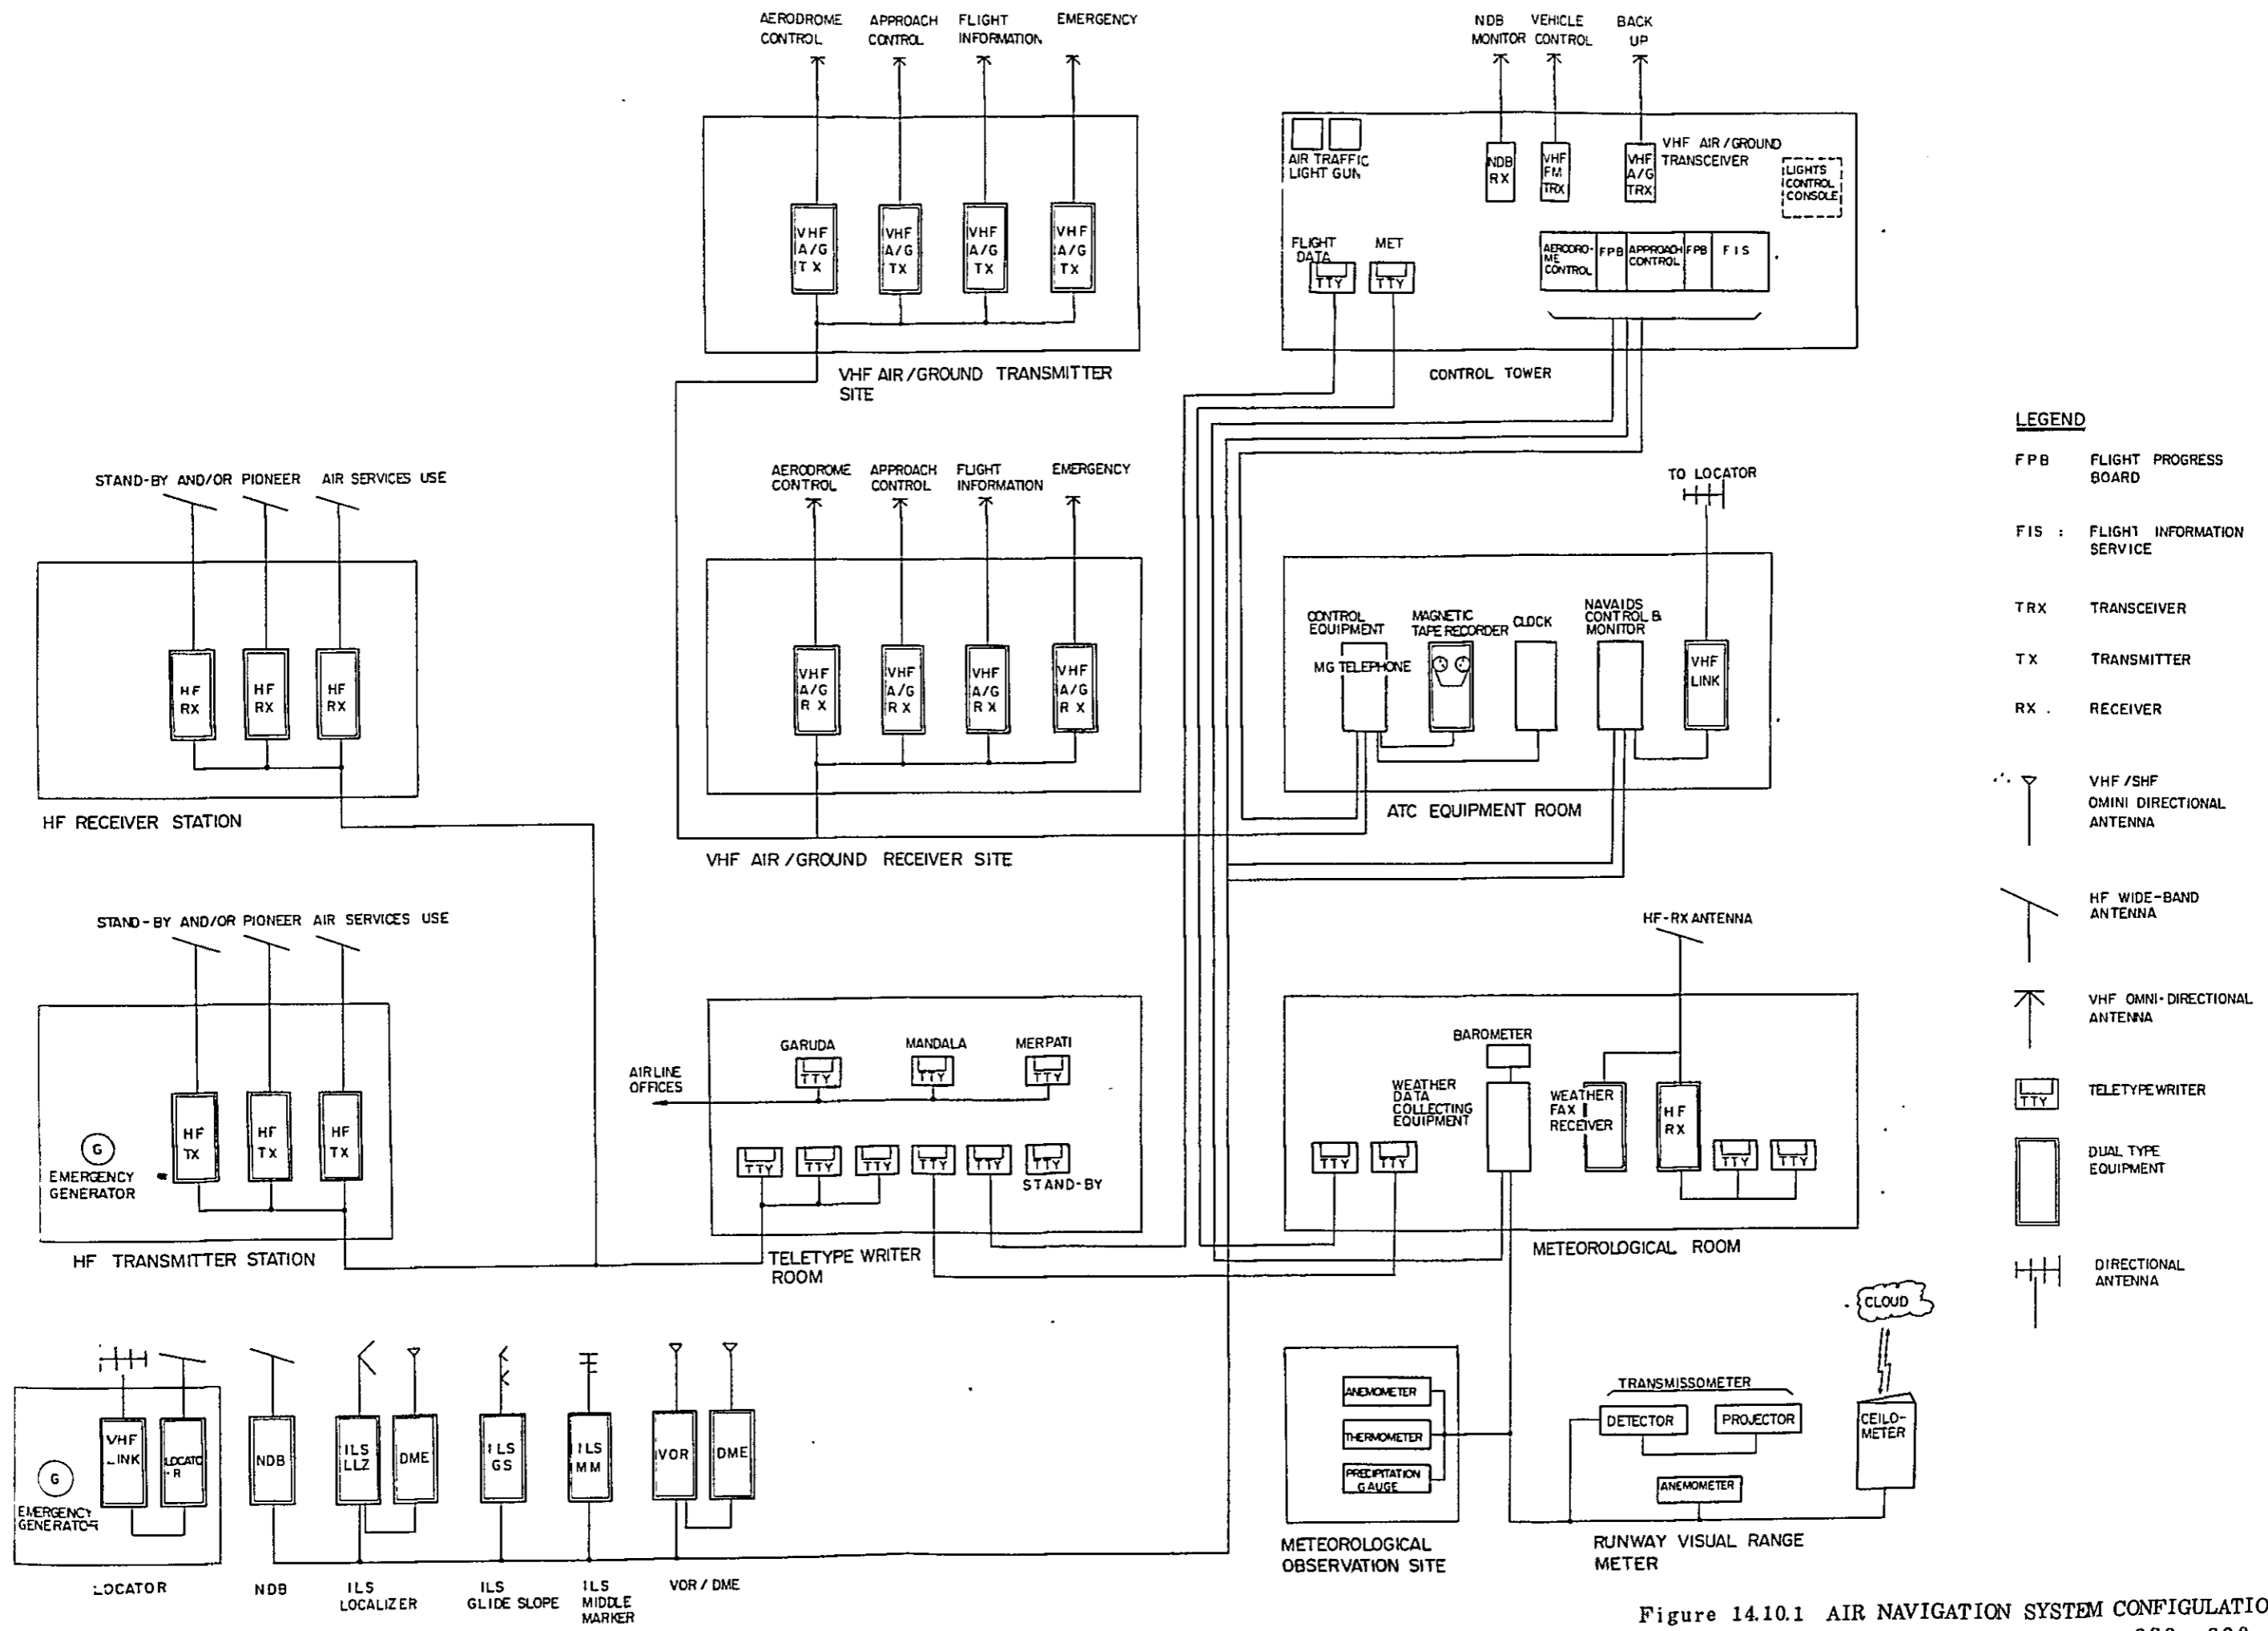 AERODROME
CONTROL
APPROACH
CONTROL
FLIGHT
INFORMATION
EMERGENCY
VHF
A/G
TX
VHF
A/G
TX
VHF
A/G
TX
VHF
A/G
TX
VHF AIR/GROUND TRANSMITTER
SITE
NDB
MONITOR
VEHICLE
CONTROL
BACK
UP
AIR TRAFFIC
LIGHT GUN
NDB
RX
VHF
FM
TRX
VHF
A/G
TRX
VHF AIR/GROUND
TRANSCEIVER
LIGHTS
CONTROL
CONSOLE
FLIGHT
DATA
TTY
MET
TTY
AERODRO-
ME
CONTROL
FPB
APPROACH
CONTROL
FPB
FIS
CONTROL TOWER
LEGEND
FPB FLIGHT PROGRESS
BOARD
FIS : FLIGHT INFORMATION
SERVICE
TRX TRANSCEIVER
TX TRANSMITTER
RX . RECEIVER
VHF/SHF
OMINI DIRECTIONAL
ANTENNA
HF WIDE-BAND
ANTENNA
VHF OMNI-DIRECTIONAL
ANTENNA
TTY
TELETYPEWRITER
DUAL TYPE
EQUIPMENT
DIRECTIONAL
ANTENNA
STAND-BY AND/OR PIONEER AIR SERVICES USE
HF
RX
HF
RX
HF
RX
HF RECEIVER STATION
AERODROME
CONTROL
APPROACH
CONTROL
FLIGHT
INFORMATION
EMERGENCY
VHF
A/G
RX
VHF
A/G
RX
VHF
A/G
RX
VHF
A/G
RX
VHF AIR/GROUND RECEIVER SITE
TO LOCATOR
CONTROL
EQUIPMENT
MG TELEPHONE
MAGNETIC
TAPE RECORDER
CLOCK
NAVAIDS
CONTROL &
MONITOR
VHF
LINK
ATC EQUIPMENT ROOM
STAND-BY AND/OR PIONEER AIR SERVICES USE
HF
TX
HF
TX
HF
TX
G
EMERGENCY
GENERATOR
HF TRANSMITTER STATION
AIRLINE
OFFICES
GARUDA
TTY
MANDALA
TTY
MERPATI
TTY
TTY
TTY
TTY
TTY
TTY
TTY
STAND-BY
TELETYPE WRITER
ROOM
HF-RX ANTENNA
BAROMETER
WEATHER
DATA
COLLECTING
EQUIPMENT
WEATHER
FAX
RECEIVER
HF
RX
TTY
TTY
TTY
TTY
METEOROLOGICAL ROOM
VHF
LINK
LOCATO
R
G
EMERGENCY
GENERATOR
LOCATOR
NDB
NDB
ILS
LLZ
DME
ILS
LOCALIZER
ILS
GS
ILS
GLIDE SLOPE
ILS
MM
ILS
MIDDLE
MARKER
VOR
DME
VOR/DME
ANEMOMETER
THERMOMETER
PRECIPITATION
GAUGE
METEOROLOGICAL
OBSERVATION SITE
TRANSMISSOMETER
DETECTOR
PROJECTOR
ANEMOMETER
CLOUD
CEILO-
METER
RUNWAY VISUAL RANGE
METER
Figure 14.10.1 AIR NAVIGATION SYSTEM CONFIGULATIO